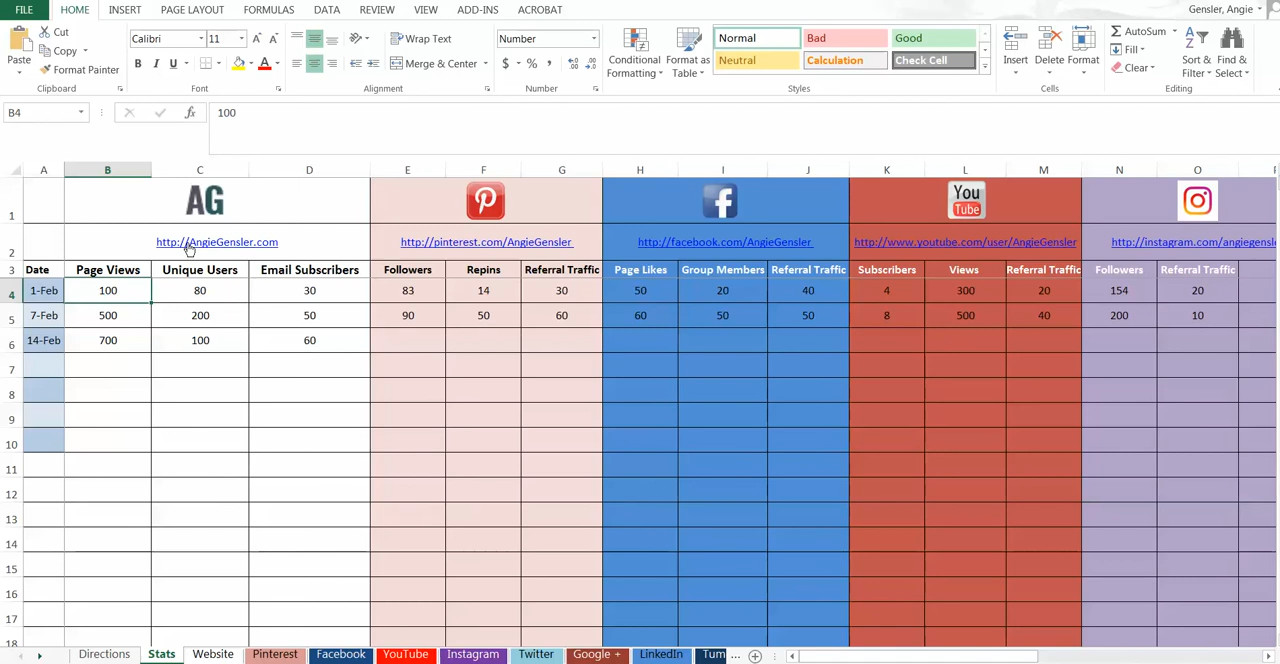 FILE HOME INSERT PAGE LAYOUT FORMULAS DATA REVIEW VIEW ADD-INS ACROBAT Gensler, Angie
Paste Cut Copy Format Painter
Calibri 11 B I U A A
Wrap Text Merge & Center
Number $ % ,
Conditional Formatting Format as Table
Normal Bad Good
Neutral Calculation Check Cell
Insert Delete Format
AutoSum Fill Clear
Sort & Filter Find & Select
Clipboard Font Alignment Number Styles Cells Editing
B4 fx 100
A B C D E F G H I J K L M N O
1 AG You Tube
2 http://AngieGensler.com http://pinterest.com/AngieGensler http://facebook.com/AngieGensler http://www.youtube.com/user/AngieGensler http://instagram.com/angiegensl
3 Date Page Views Unique Users Email Subscribers Followers Repins Referral Traffic Page Likes Group Members Referral Traffic Subscribers Views Referral Traffic Followers Referral Traffic
4 1-Feb 100 80 30 83 14 30 50 20 40 4 300 20 154 20
5 7-Feb 500 200 50 90 50 60 60 50 50 8 500 40 200 10
6 14-Feb 700 100 60
7
8
9
10
11
12
13
14
15
16
17
18
Directions Stats Website Pinterest Facebook YouTube Instagram Twitter Google + LinkedIn Tum ...